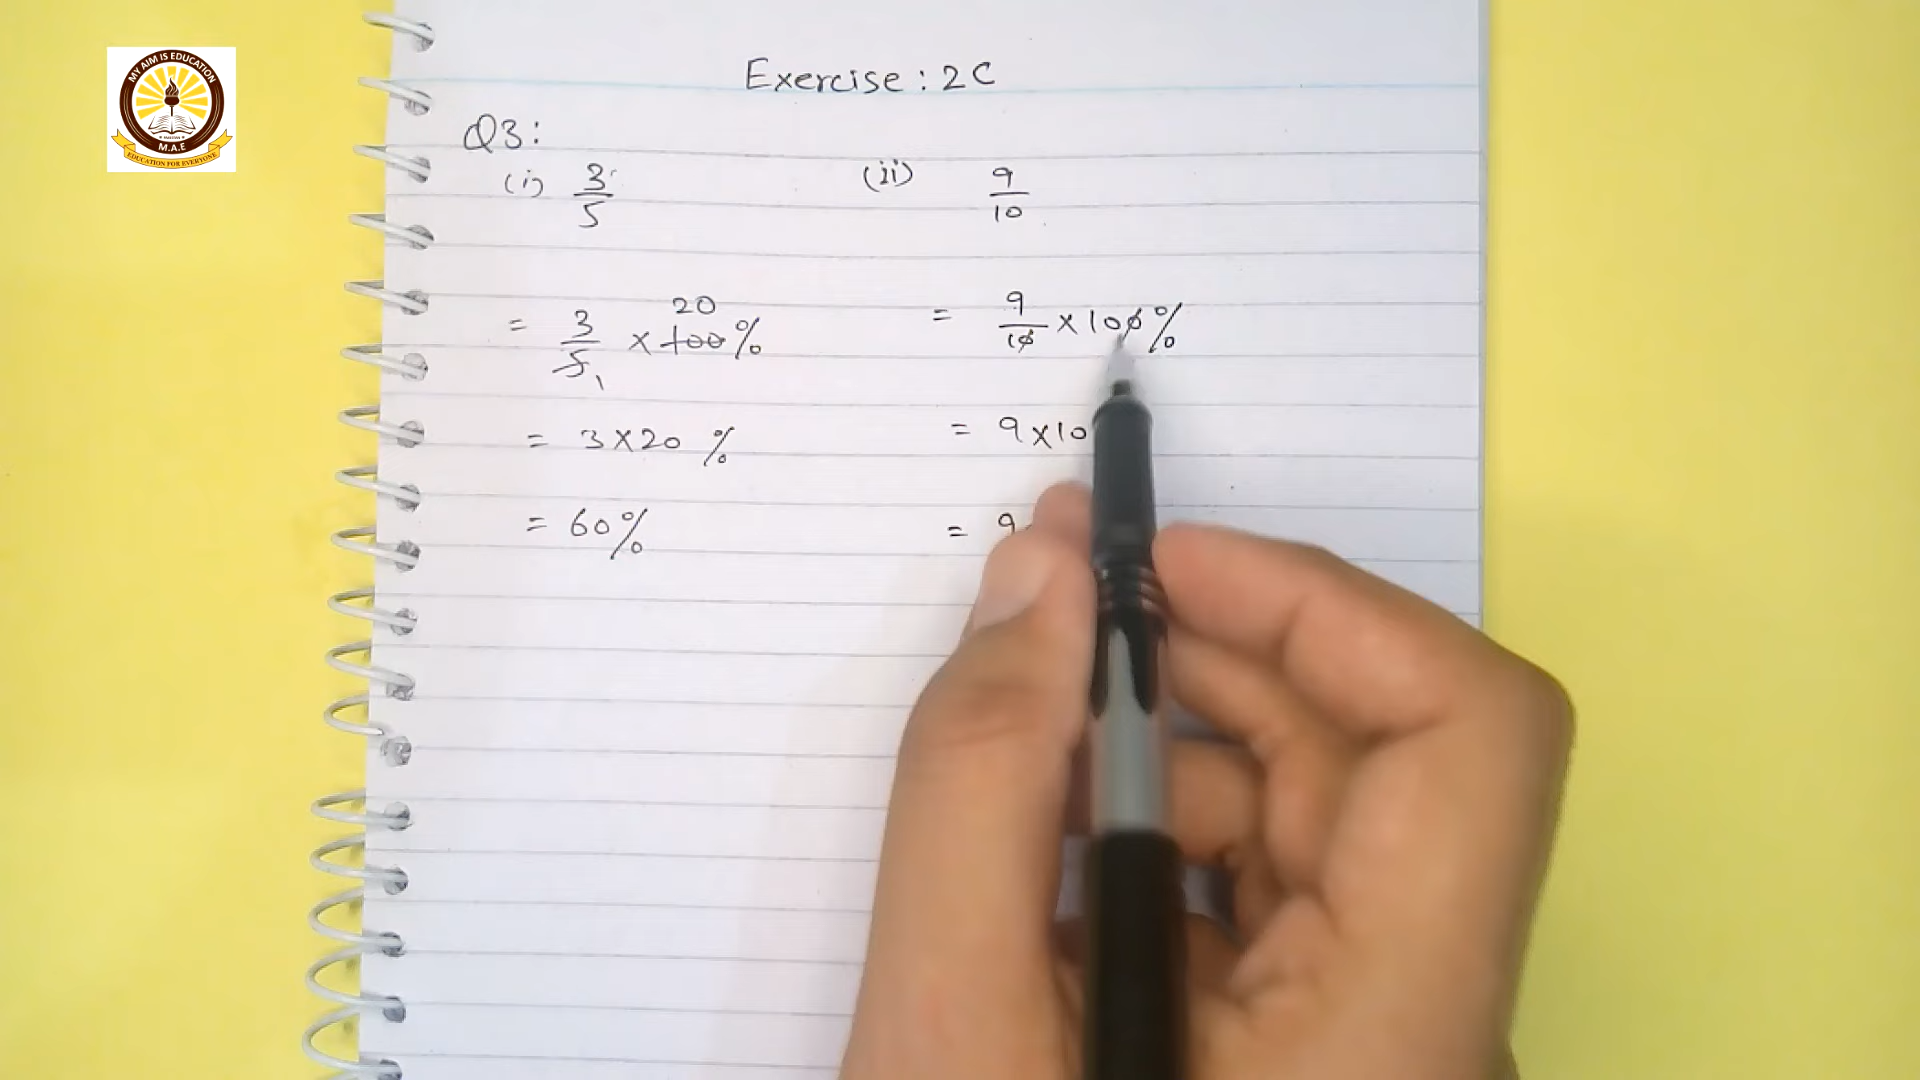 MY AIM IS EDUCATION
M.A.E
EDUCATION FOR EVERYONE
Exercise : 2C
Q3:
(i) 3/5
(ii) 9/10
= 3/5 1 × 100 20 %
= 9/10 × 100%
= 3×20 %
= 9×10
= 60%
= 9